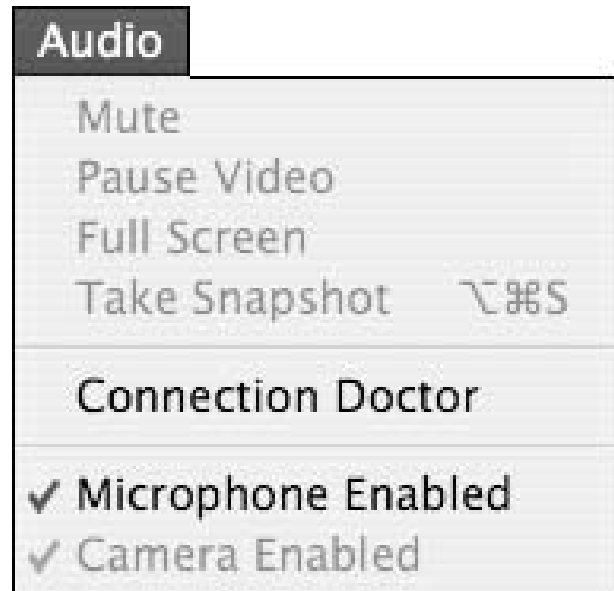 Audio
Mute
Pause Video
Full Screen
Take Snapshot ⌥⌘S
Connection Doctor
✓ Microphone Enabled
✓ Camera Enabled